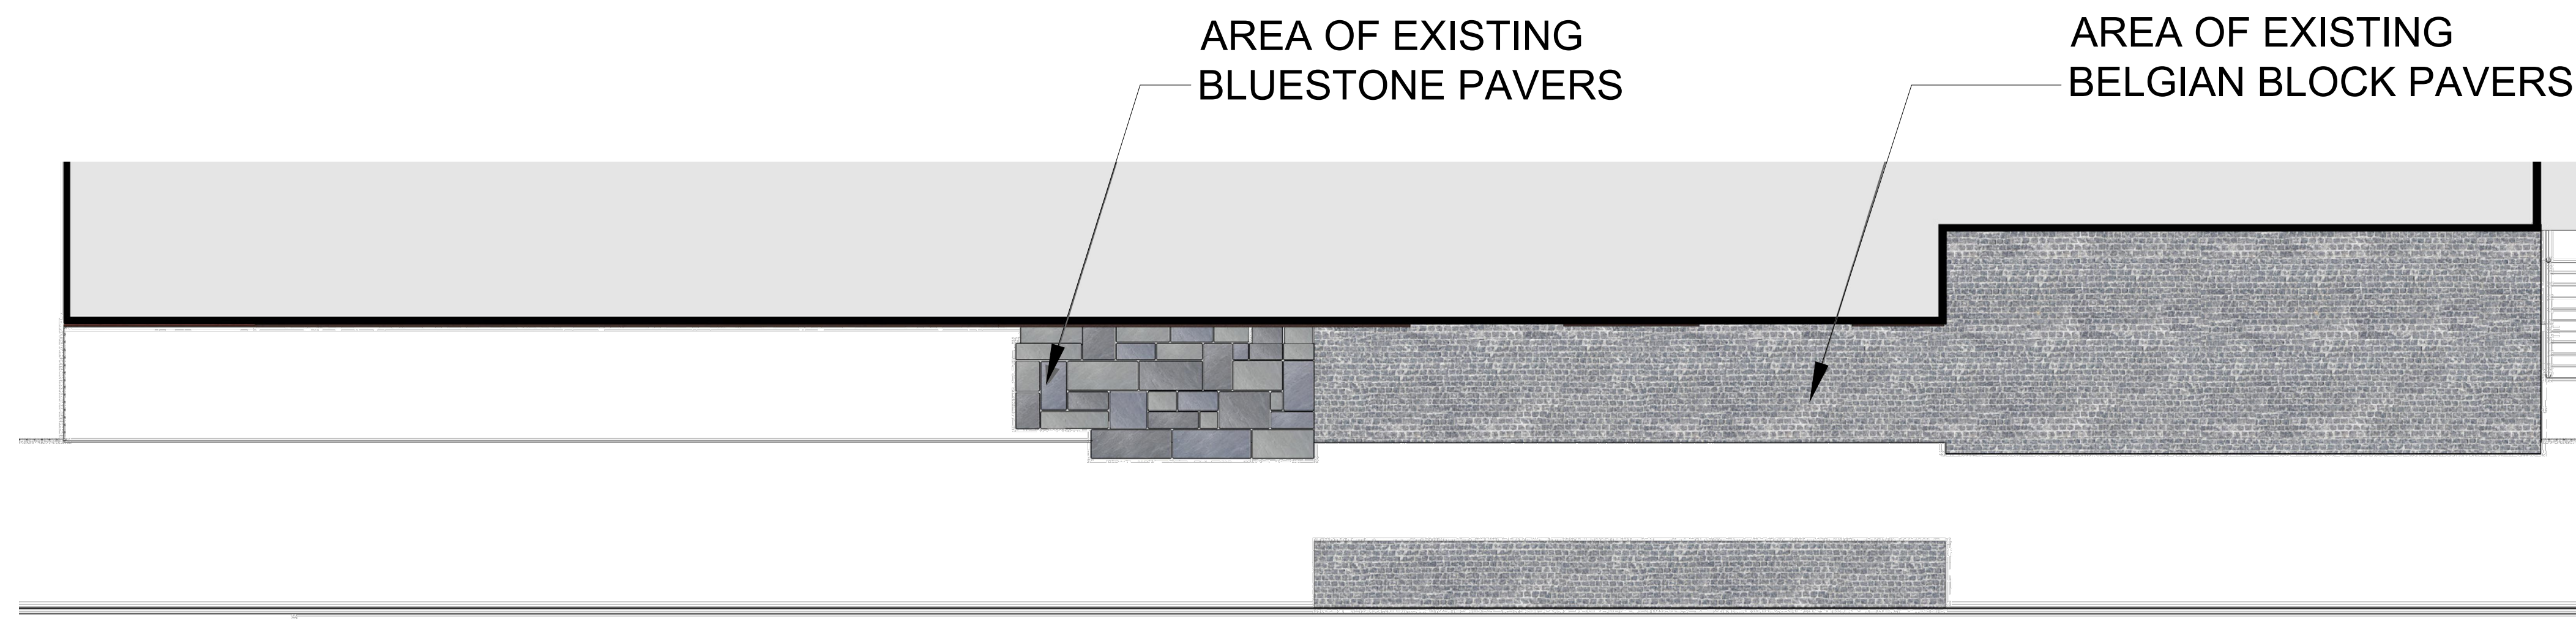 AREA OF EXISTING
BLUESTONE PAVERS
AREA OF EXISTING
BELGIAN BLOCK PAVERS